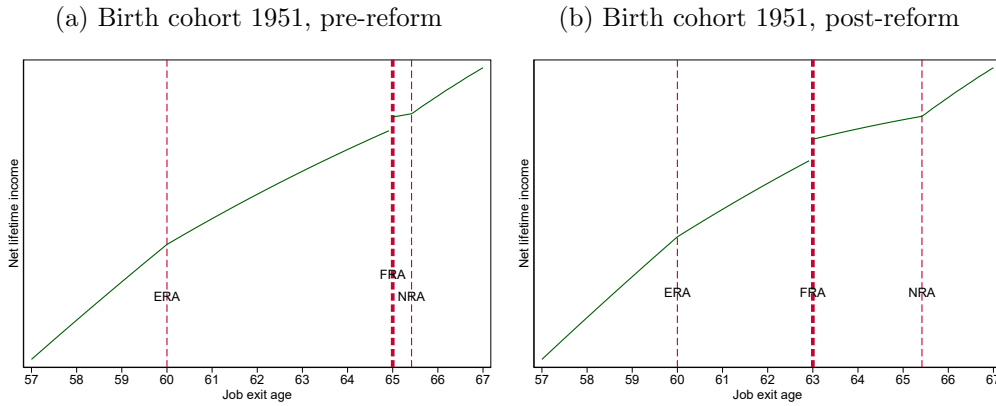 (a) Birth cohort 1951, pre-reform
Net lifetime income
ERA
FRA
NRA
57 58 59 60 61 62 63 64 65 66 67
Job exit age
(b) Birth cohort 1951, post-reform
Net lifetime income
ERA
FRA
NRA
57 58 59 60 61 62 63 64 65 66 67
Job exit age